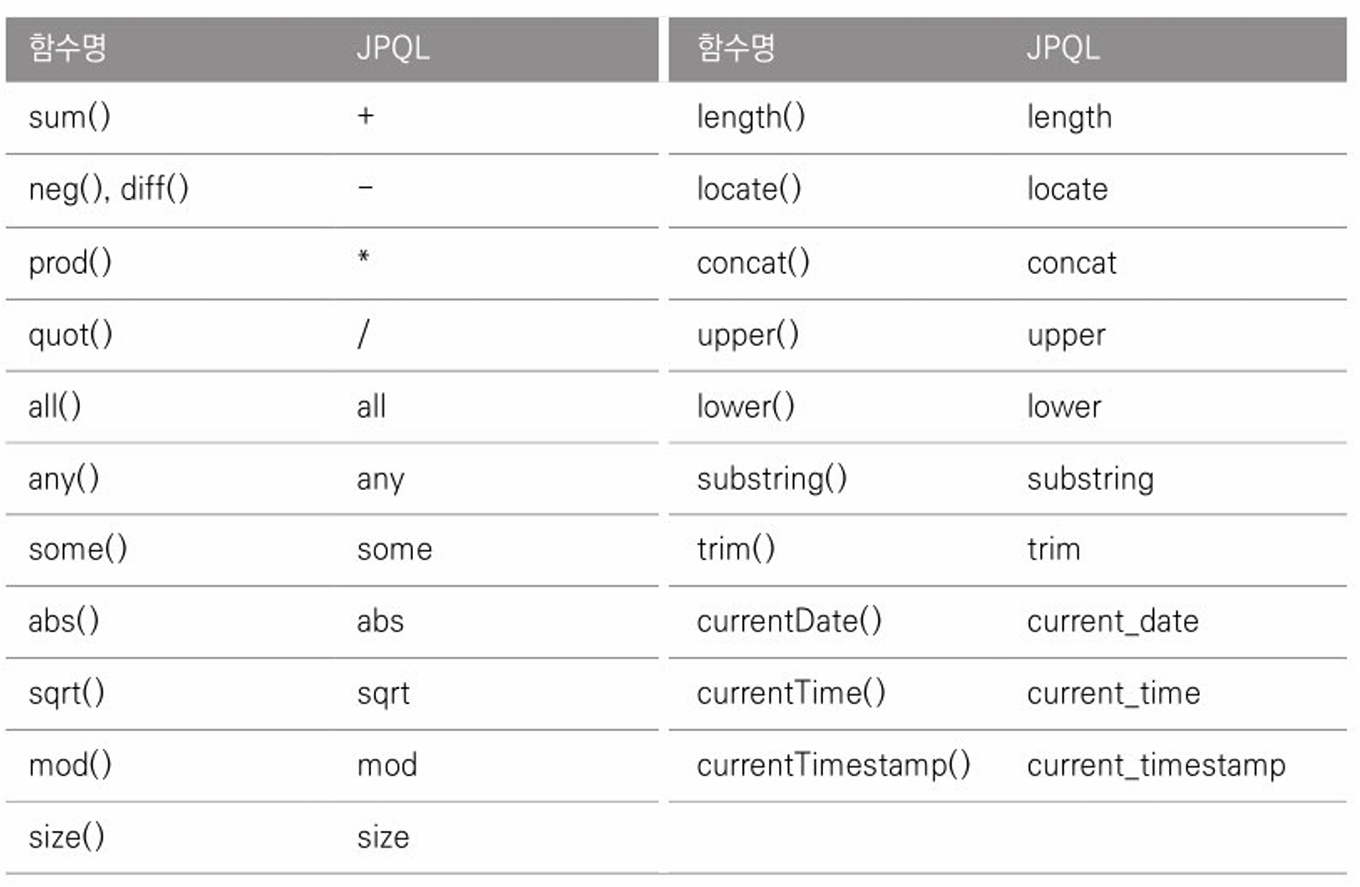 함수명 JPQL 함수명 JPQL
sum() + length() length
neg(), diff() - locate() locate
prod() * concat() concat
quot() / upper() upper
all() all lower() lower
any() any substring() substring
some() some trim() trim
abs() abs currentDate() current_date
sqrt() sqrt currentTime() current_time
mod() mod currentTimestamp() current_timestamp
size() size